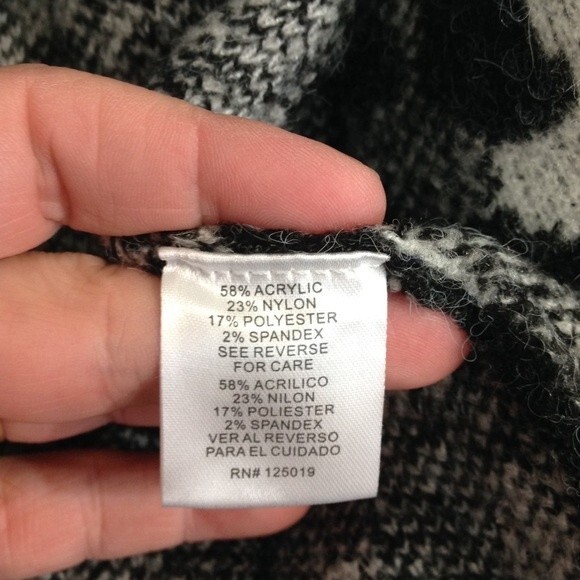 58% ACRYLIC
23% NYLON
17% POLYESTER
2% SPANDEX
SEE REVERSE
FOR CARE
58% ACRILICO
23% NILON
17% POLIESTER
2% SPANDEX
VER AL REVERSO
PARA EL CUIDADO
RN# 125019